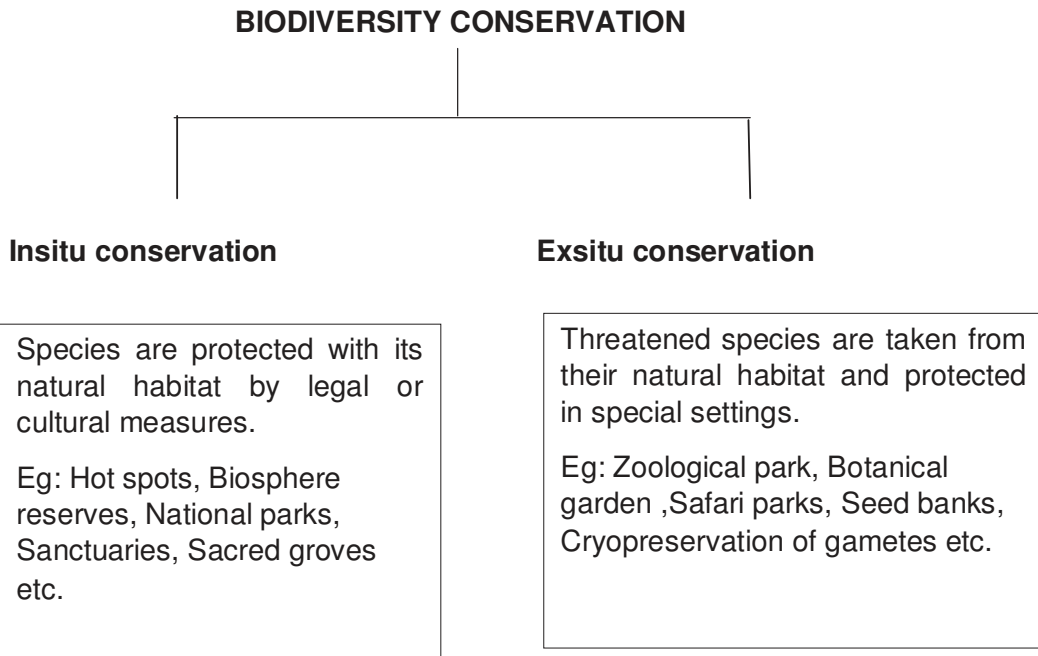 BIODIVERSITY CONSERVATION
Insitu conservation
Exsitu conservation
Species are protected with its
natural habitat by legal or
cultural measures.
Eg: Hot spots, Biosphere
reserves, National parks,
Sanctuaries, Sacred groves
etc.
Threatened species are taken from
their natural habitat and protected
in special settings.
Eg: Zoological park, Botanical
garden ,Safari parks, Seed banks,
Cryopreservation of gametes etc.